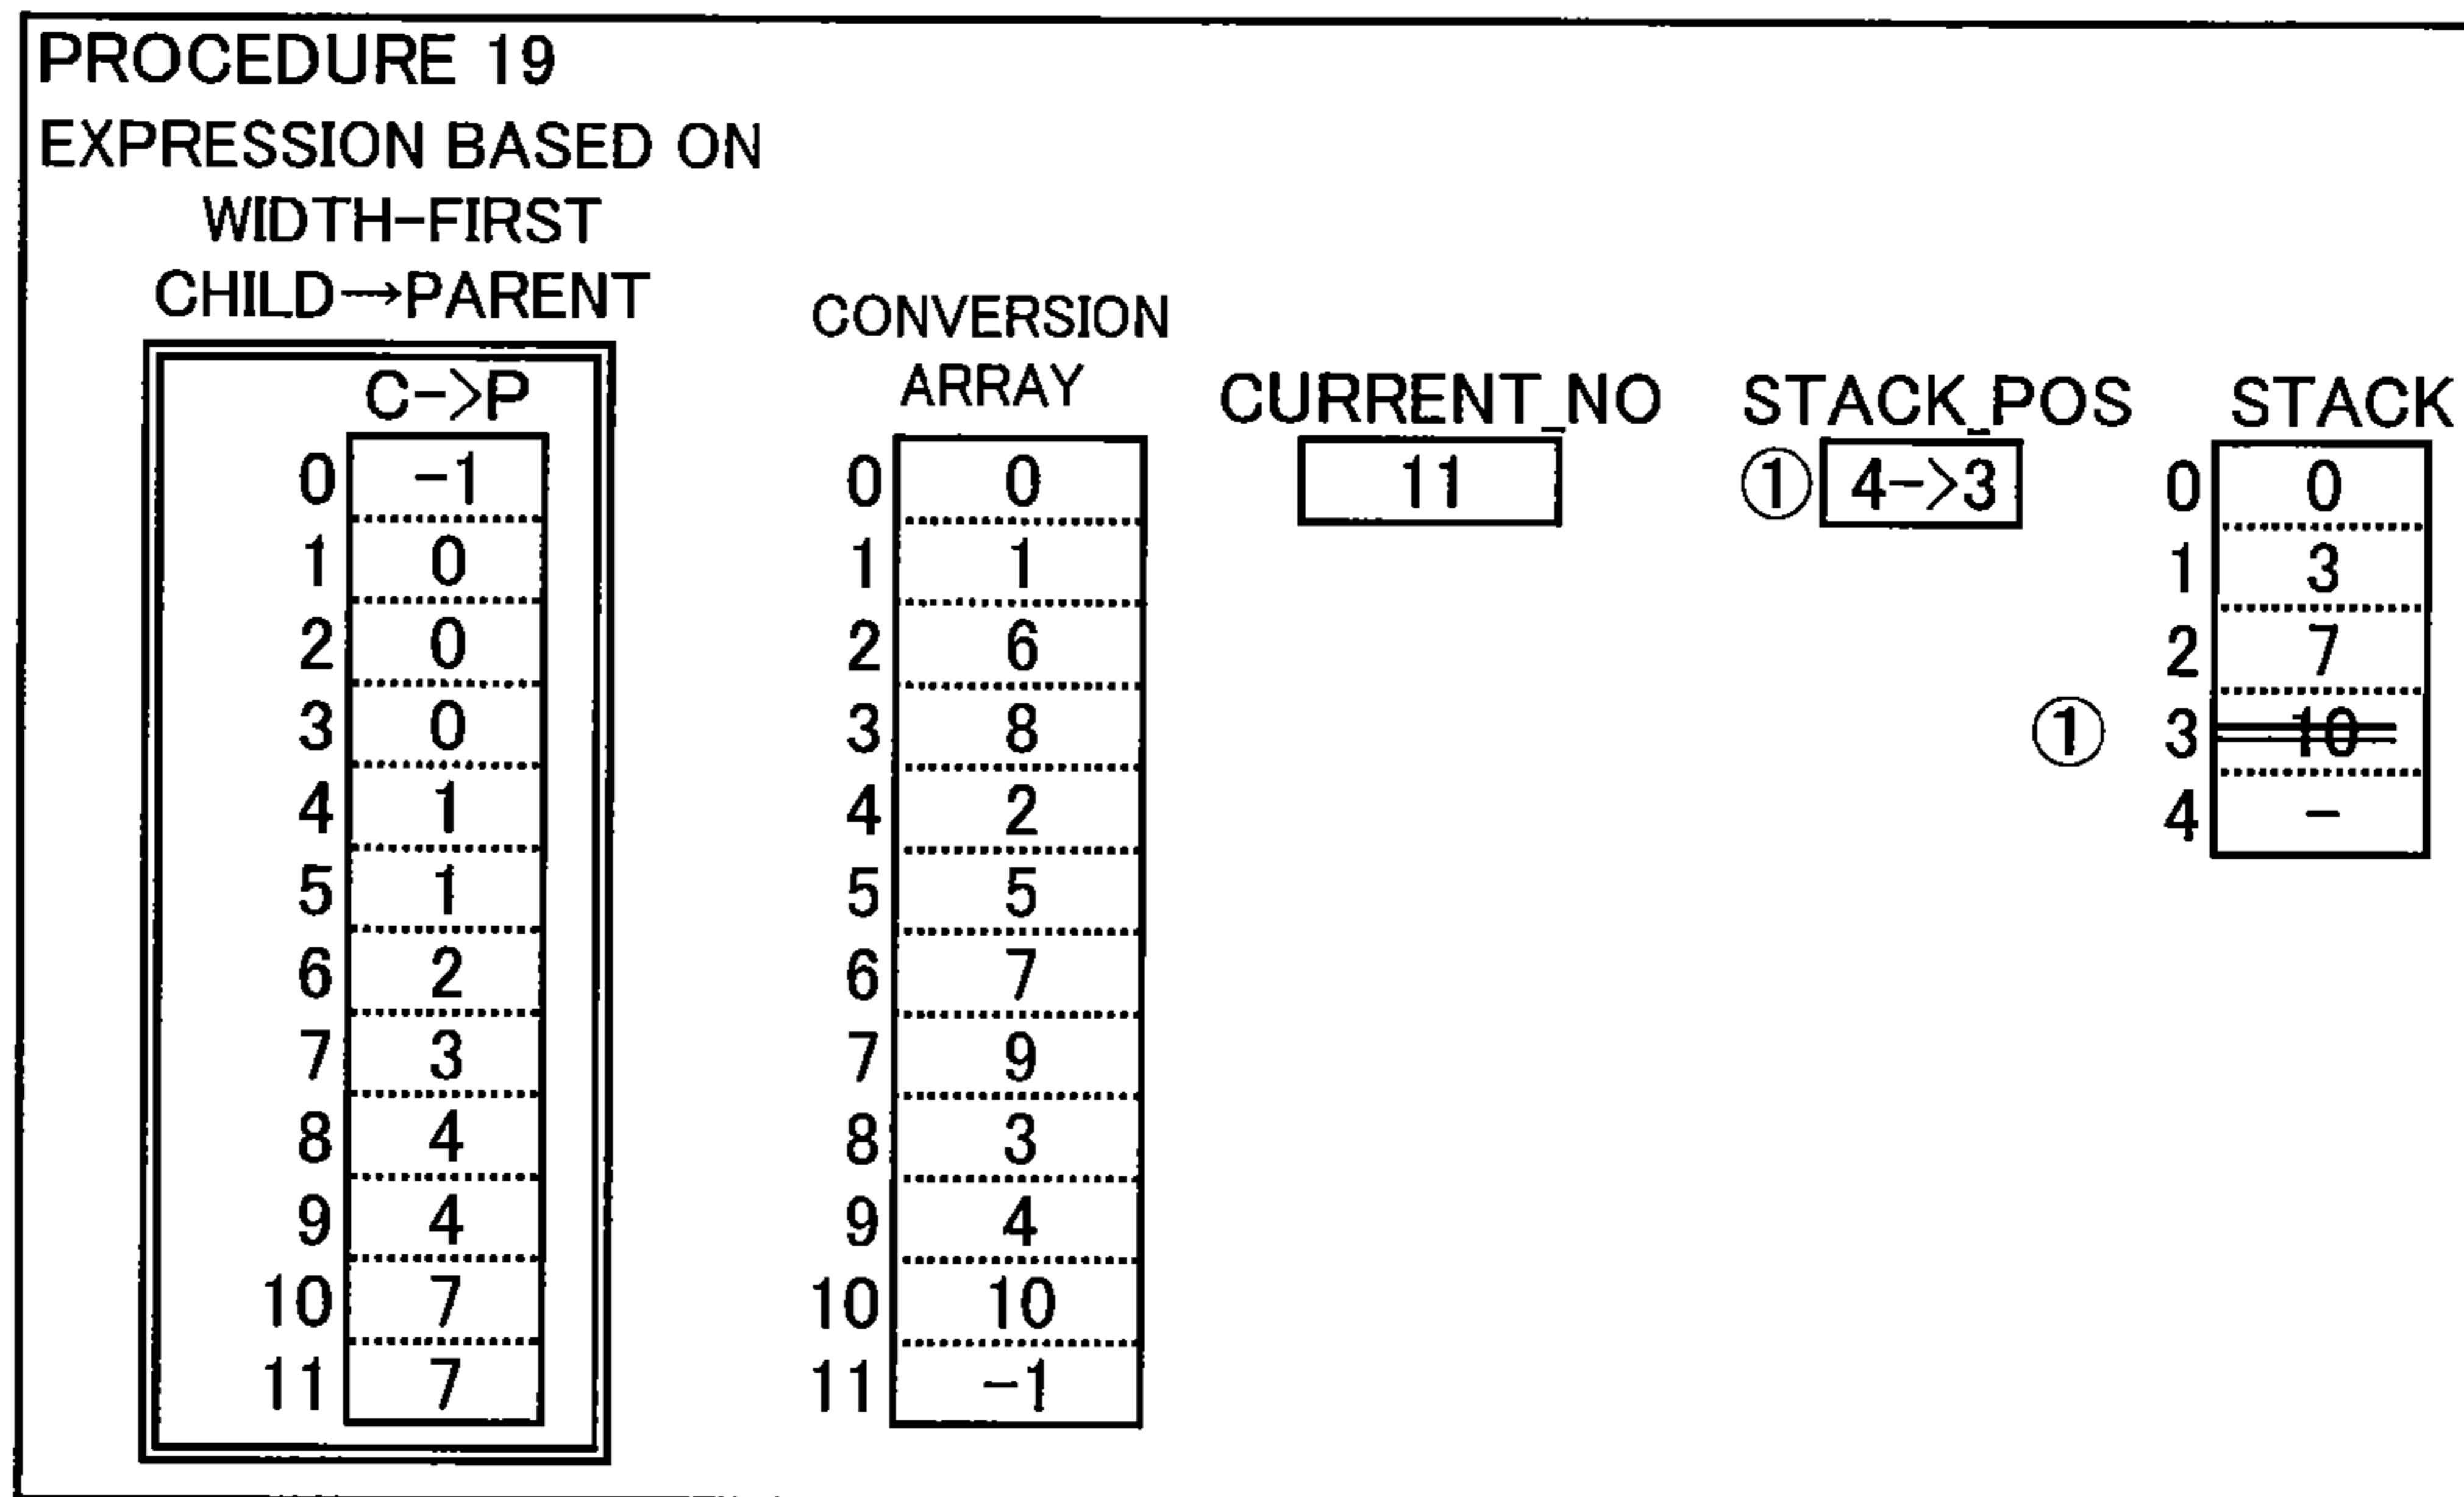 PROCEDURE 19
EXPRESSION BASED ON
WIDTH-FIRST
CHILD→PARENT
CONVERSION
ARRAY
C->P
CURRENT_NO
STACK_POS
STACK
0 -1
1 0
2 0
3 0
4 1
5 1
6 2
7 3
8 4
9 4
10 7
11 7
0 0
1 1
2 6
3 8
4 2
5 5
6 7
7 9
8 3
9 4
10 10
11 -1
11
① 4->3
0 0
1 3
2 7
① 3 10
4 -